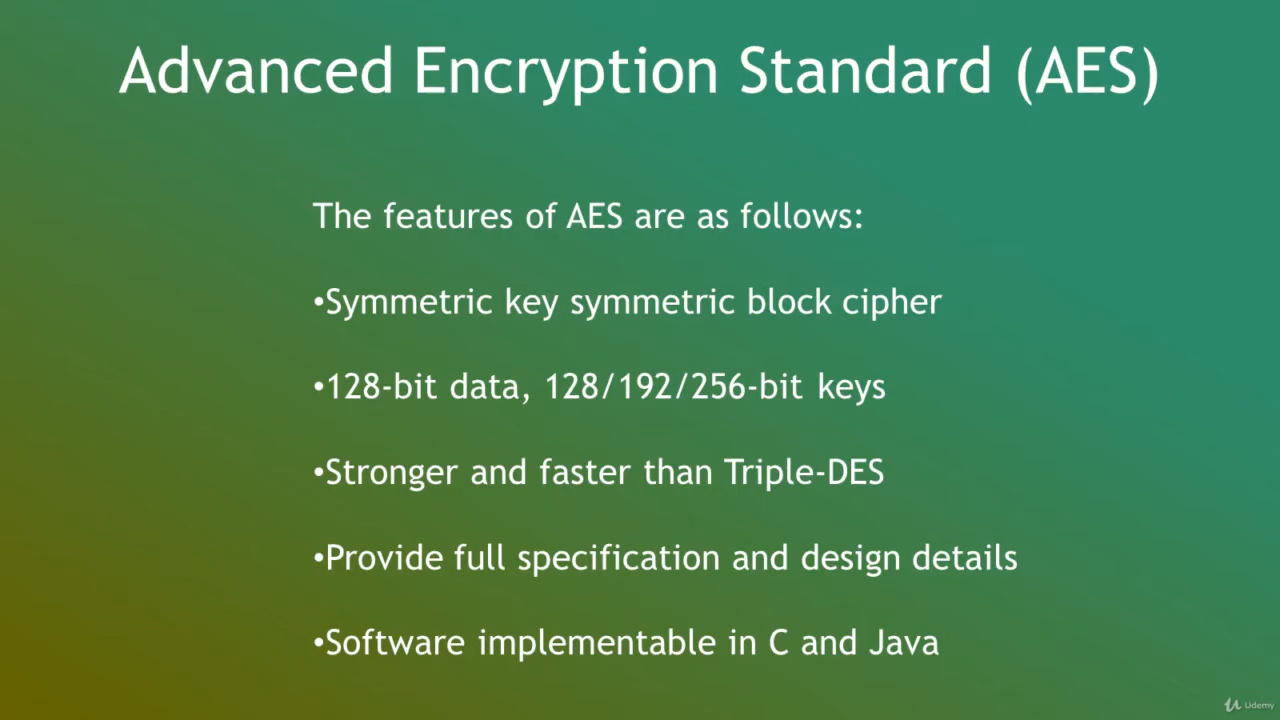 Advanced Encryption Standard (AES)
The features of AES are as follows:
•Symmetric key symmetric block cipher
•128-bit data, 128/192/256-bit keys
•Stronger and faster than Triple-DES
•Provide full specification and design details
•Software implementable in C and Java
Udemy